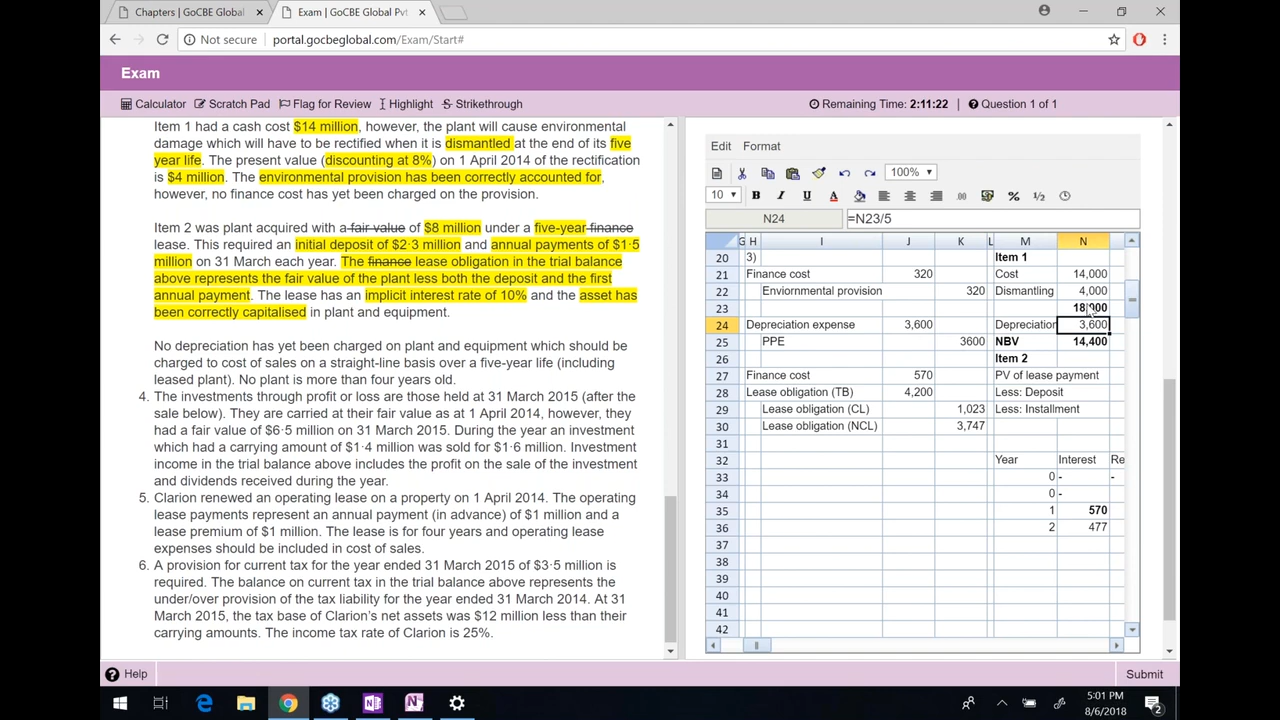 Chapters | GoCBE Global
Exam | GoCBE Global Pvt
Not secure | portal.gocbeglobal.com/Exam/Start#
Exam
Calculator Scratch Pad Flag for Review Highlight Strikethrough Remaining Time: 2:11:22 | Question 1 of 1
Item 1 had a cash cost $14 million, however, the plant will cause environmental
damage which will have to be rectified when it is dismantled at the end of its five
year life. The present value (discounting at 8%) on 1 April 2014 of the rectification
is $4 million. The environmental provision has been correctly accounted for,
however, no finance cost has yet been charged on the provision.
Item 2 was plant acquired with a fair value of $8 million under a five-year finance
lease. This required an initial deposit of $2·3 million and annual payments of $1·5
million on 31 March each year. The finance lease obligation in the trial balance
above represents the fair value of the plant less both the deposit and the first
annual payment. The lease has an implicit interest rate of 10% and the asset has
been correctly capitalised in plant and equipment.
No depreciation has yet been charged on plant and equipment which should be
charged to cost of sales on a straight-line basis over a five-year life (including
leased plant). No plant is more than four years old.
4. The investments through profit or loss are those held at 31 March 2015 (after the
sale below). They are carried at their fair value as at 1 April 2014, however, they
had a fair value of $6·5 million on 31 March 2015. During the year an investment
which had a carrying amount of $1·4 million was sold for $1·6 million. Investment
income in the trial balance above includes the profit on the sale of the investment
and dividends received during the year.
5. Clarion renewed an operating lease on a property on 1 April 2014. The operating
lease payments represent an annual payment (in advance) of $1 million and a
lease premium of $1 million. The lease is for four years and operating lease
expenses should be included in cost of sales.
6. A provision for current tax for the year ended 31 March 2015 of $3·5 million is
required. The balance on current tax in the trial balance above represents the
under/over provision of the tax liability for the year ended 31 March 2014. At 31
March 2015, the tax base of Clarion's net assets was $12 million less than their
carrying amounts. The income tax rate of Clarion is 25%.
Edit Format
100%
10 B I U A % 1/2
N24 =N23/5
G H I J K L M N
20 3) Item 1
21 Finance cost 320 Cost 14,000
22 Enviornmental provision 320 Dismantling 4,000
23 18,000
24 Depreciation expense 3,600 Depreciation 3,600
25 PPE 3600 NBV 14,400
26 Item 2
27 Finance cost 570 PV of lease payment
28 Lease obligation (TB) 4,200 Less: Deposit
29 Lease obligation (CL) 1,023 Less: Installment
30 Lease obligation (NCL) 3,747
31
32 Year Interest Re
33 0 - -
34 0 -
35 1 570
36 2 477
37
38
39
40
41
42
Help Submit
5:01 PM
8/6/2018
2